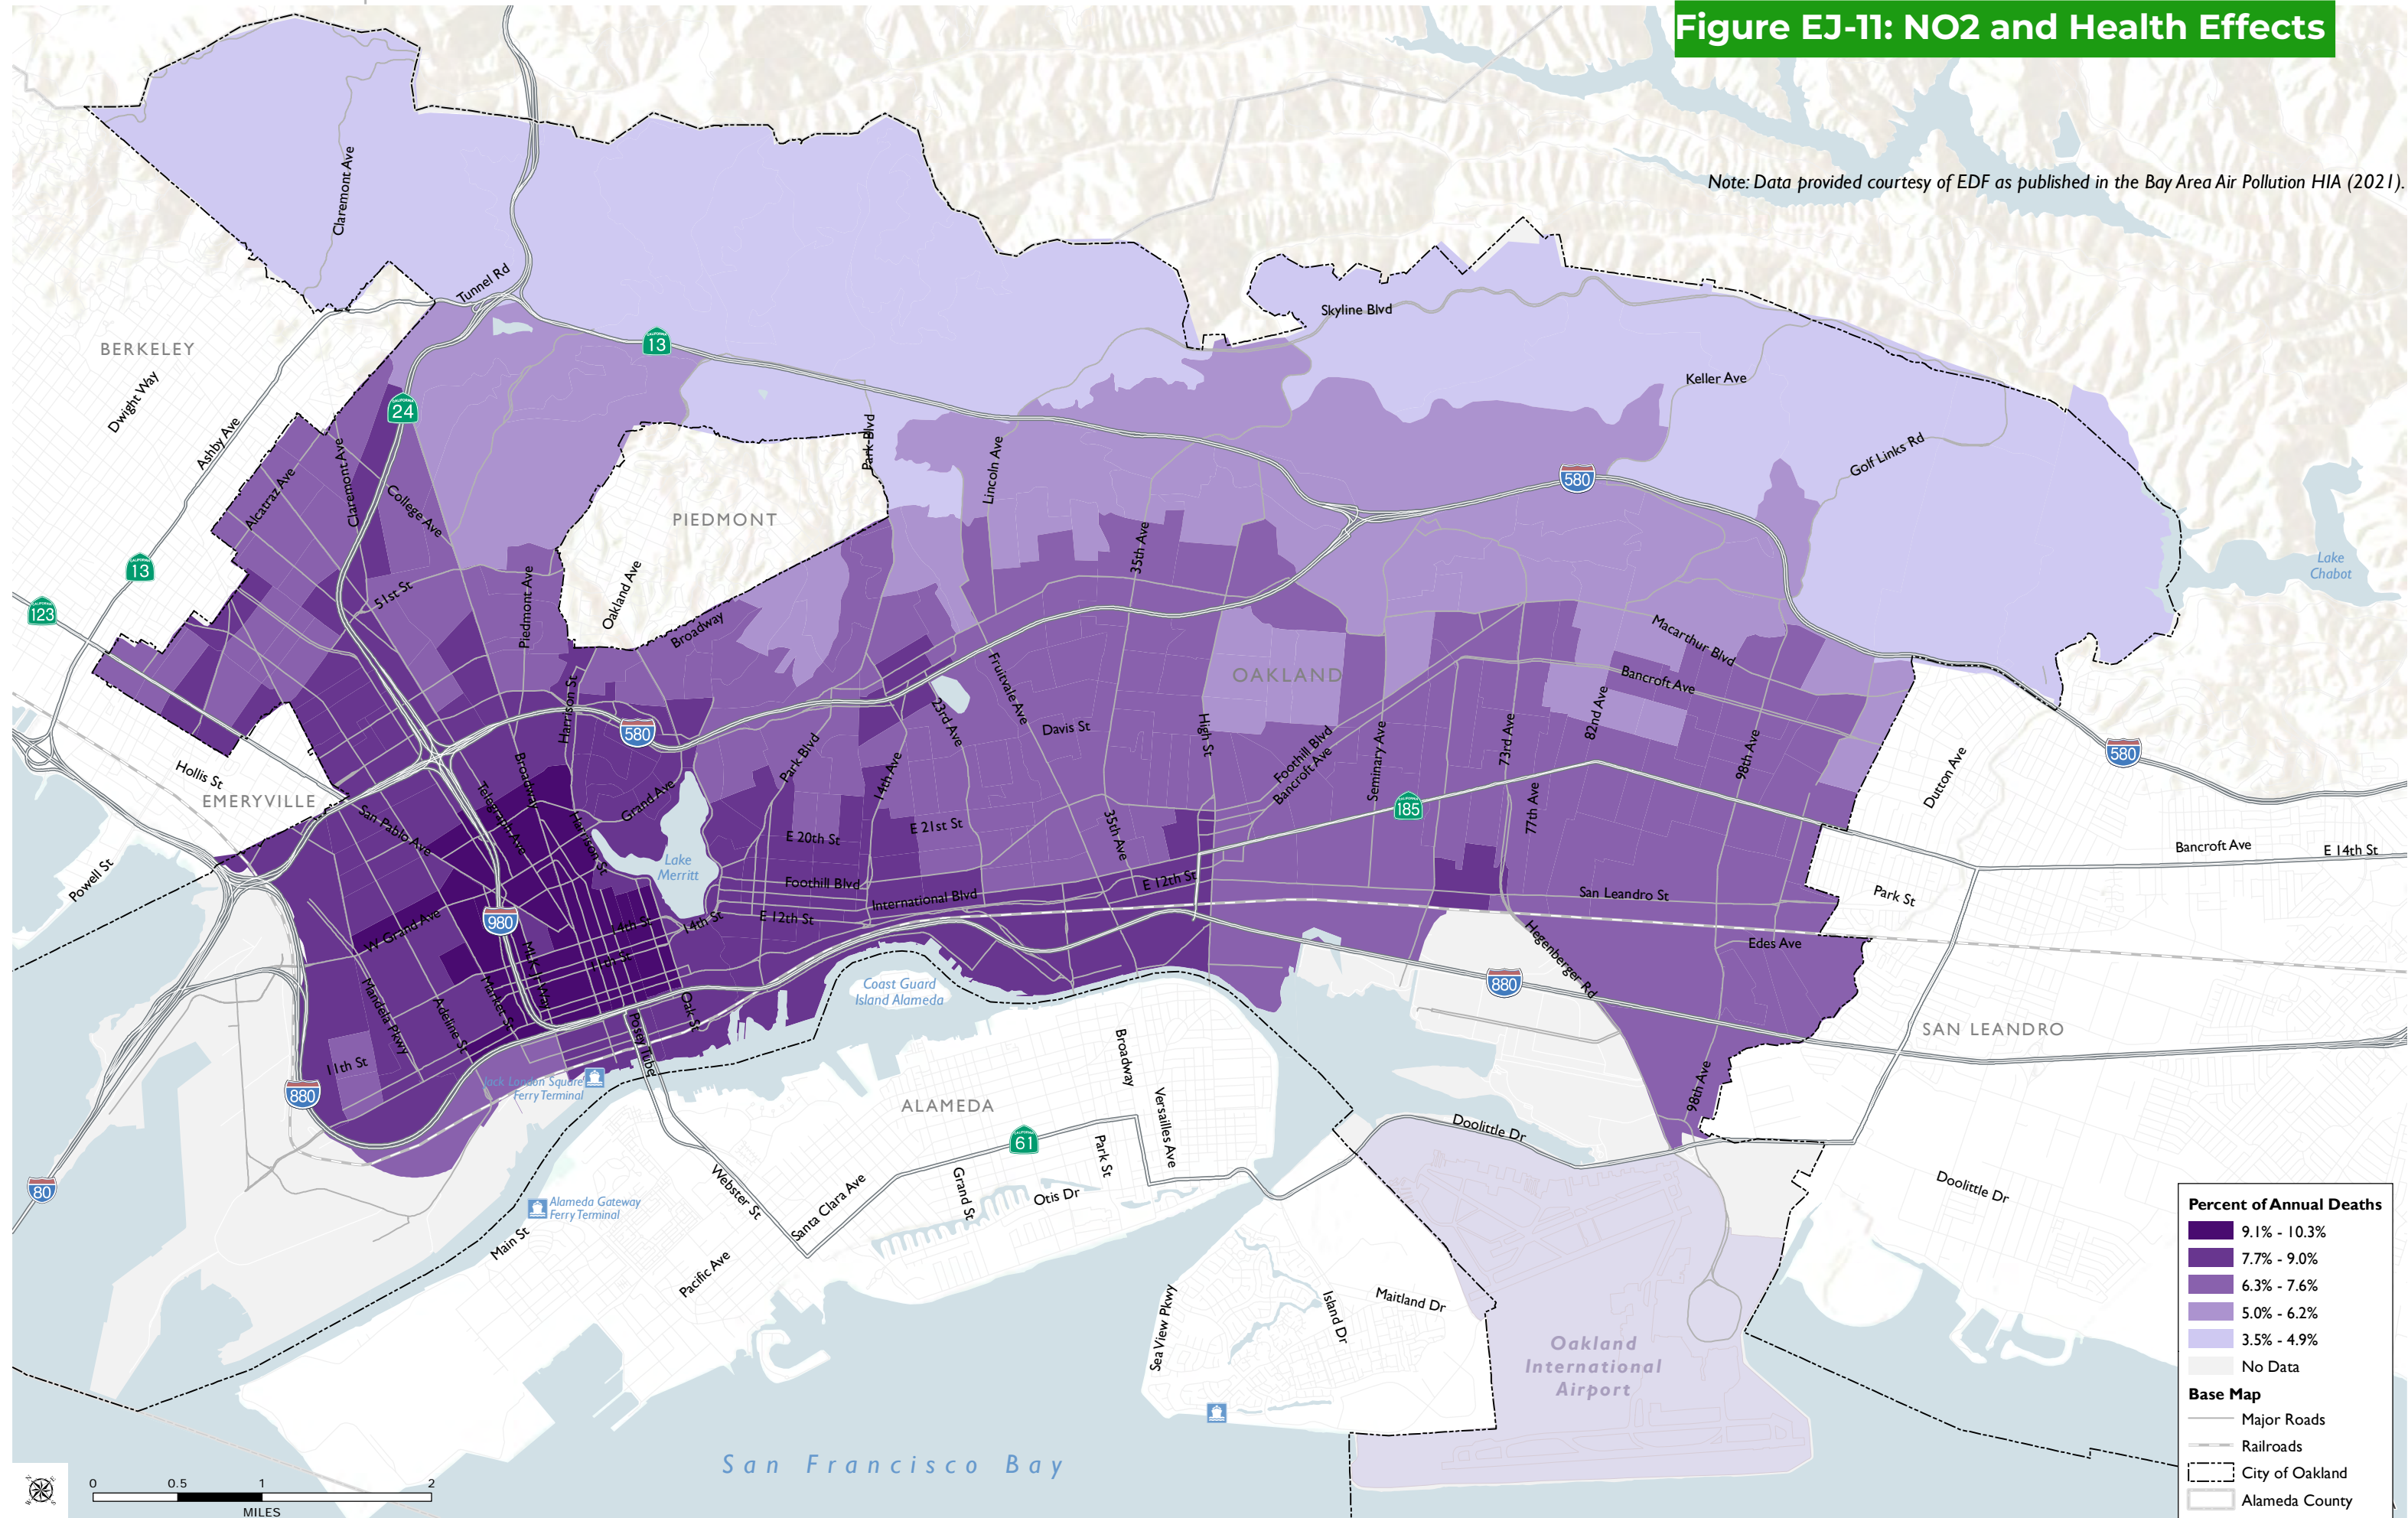 Figure EJ-11: NO2 and Health Effects
Note: Data provided courtesy of EDF as published in the Bay Area Air Pollution HIA (2021).
Claremont Ave
Tunnel Rd
BERKELEY
Dwight Way
Ashby Ave
13
24
13
123
Skyline Blvd
Keller Ave
Golf Links Rd
580
Lake
Chabot
Alcatraz Ave
Claremont Ave
College Ave
51st St
Piedmont Ave
PIEDMONT
Oakland Ave
Broadway
Park Blvd
Lincoln Ave
35th Ave
OAKLAND
Macarthur Blvd
Bancroft Ave
82nd Ave
98th Ave
73rd Ave
77th Ave
Seminary Ave
Foothill Blvd
Bancroft Ave
High St
Davis St
Fruitvale Ave
23rd Ave
14th Ave
Park Blvd
580
Harrison St
Broadway
Telegraph Ave
Harrison St
Grand Ave
Hollis St
EMERYVILLE
San Pablo Ave
Powell St
Lake
Merritt
E 20th St
E 21st St
35th Ave
185
580
Dutton Ave
Bancroft Ave
E 14th St
Park St
Foothill Blvd
International Blvd
E 12th St
E 12th St
San Leandro St
Edes Ave
Hegenberger Rd
880
98th Ave
SAN LEANDRO
980
W Grand Ave
14th St
14th St
11th St
MLK Jr Way
Market St
Adeline St
Mandela Pkwy
11th St
Oak St
Posey Tube
880
80
Jack London Square
Ferry Terminal
Coast Guard
Island Alameda
ALAMEDA
Broadway
Versailles Ave
Park St
61
Grand St
Otis Dr
Santa Clara Ave
Webster St
Pacific Ave
Main St
Alameda Gateway
Ferry Terminal
Doolittle Dr
Doolittle Dr
Sea View Pkwy
Island Dr
Maitland Dr
Oakland
International
Airport
San Francisco Bay
0 0.5 1 2
MILES
Percent of Annual Deaths
9.1% - 10.3%
7.7% - 9.0%
6.3% - 7.6%
5.0% - 6.2%
3.5% - 4.9%
No Data
Base Map
Major Roads
Railroads
City of Oakland
Alameda County